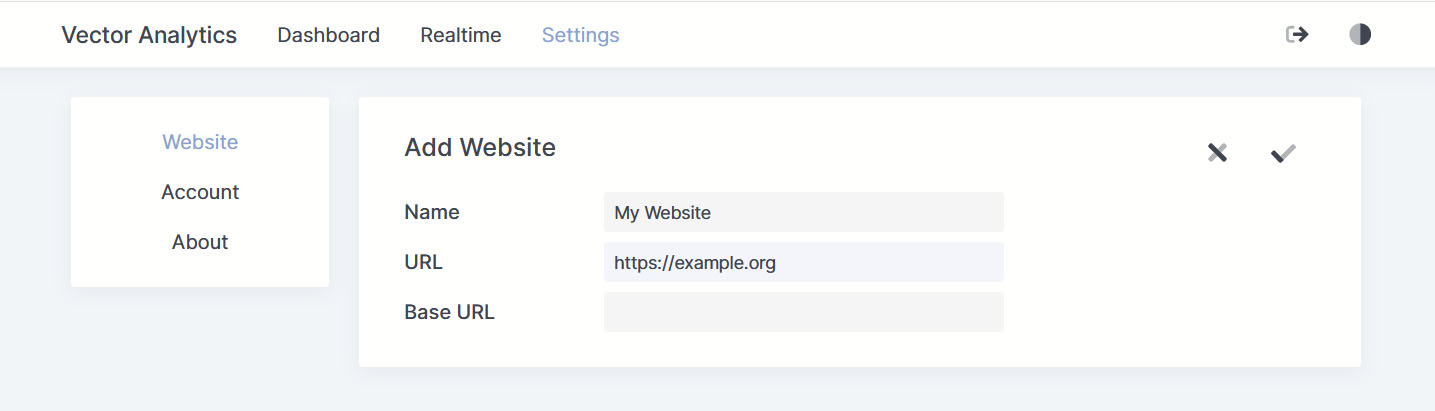 Vector Analytics Dashboard Realtime Settings
Website
Account
About
Add Website
Name My Website
URL https://example.org
Base URL